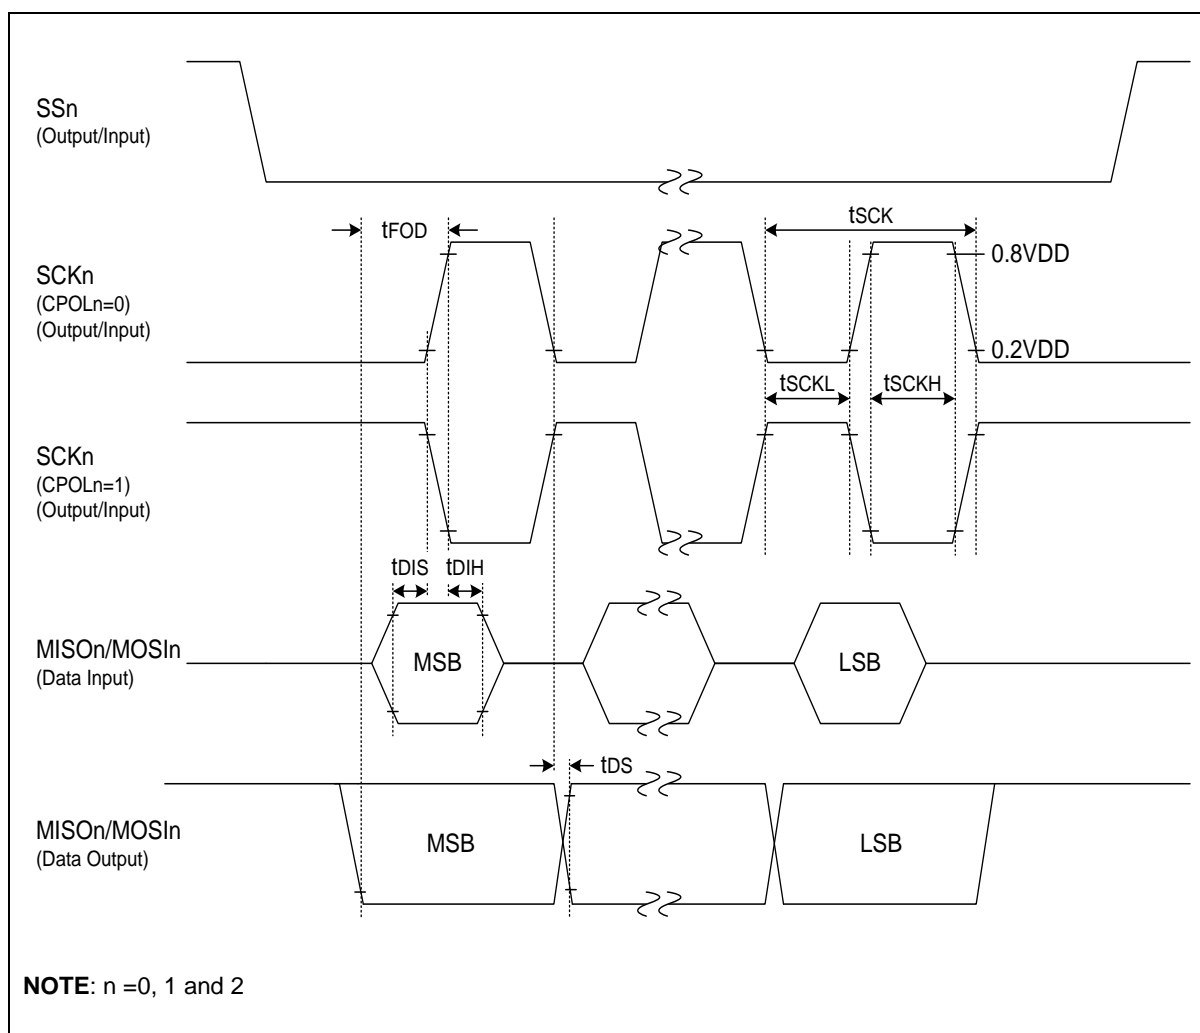 SSn
(Output/Input)
tFOD
tSCK
SCKn
(CPOLn=0)
(Output/Input)
0.8VDD
0.2VDD
tSCKL
tSCKH
SCKn
(CPOLn=1)
(Output/Input)
tDIS
tDIH
MISOn/MOSIn
(Data Input)
MSB
LSB
tDS
MISOn/MOSIn
(Data Output)
MSB
LSB
NOTE: n =0, 1 and 2